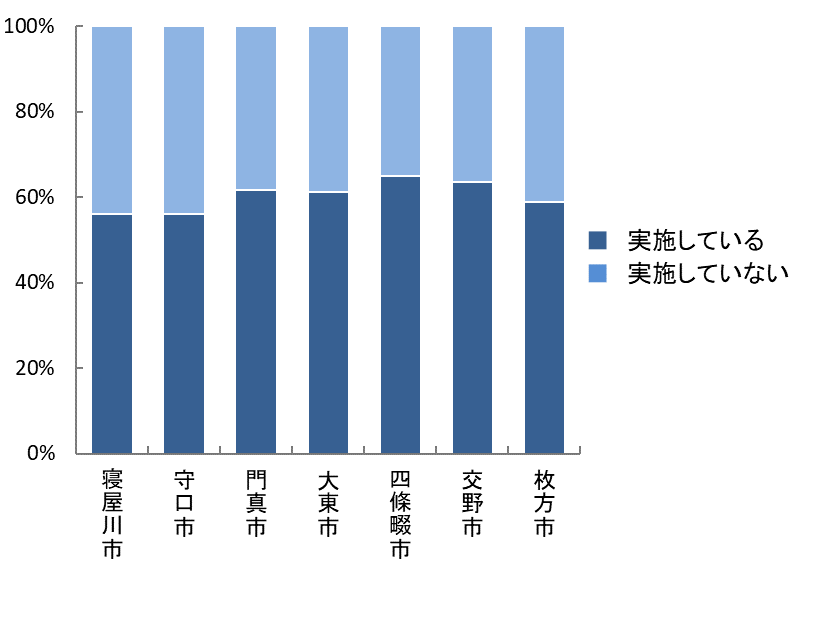 100%
80%
60%
40%
20%
0%
実施している
実施していない
寝屋川市
守口市
門真市
大東市
四條畷市
交野市
枚方市